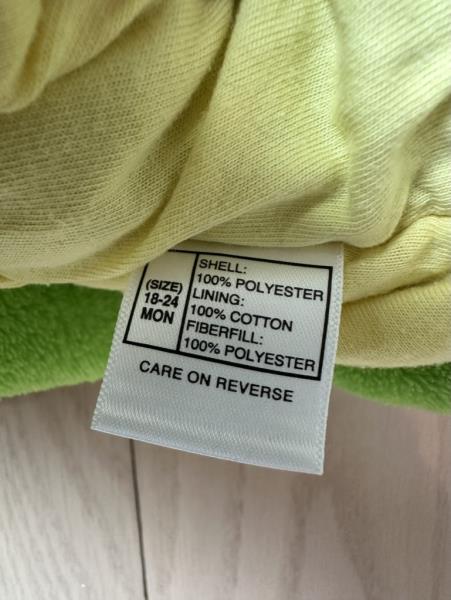 (SIZE)
18-24
MON
SHELL:
100% POLYESTER
LINING:
100% COTTON
FIBERFILL:
100% POLYESTER
CARE ON REVERSE